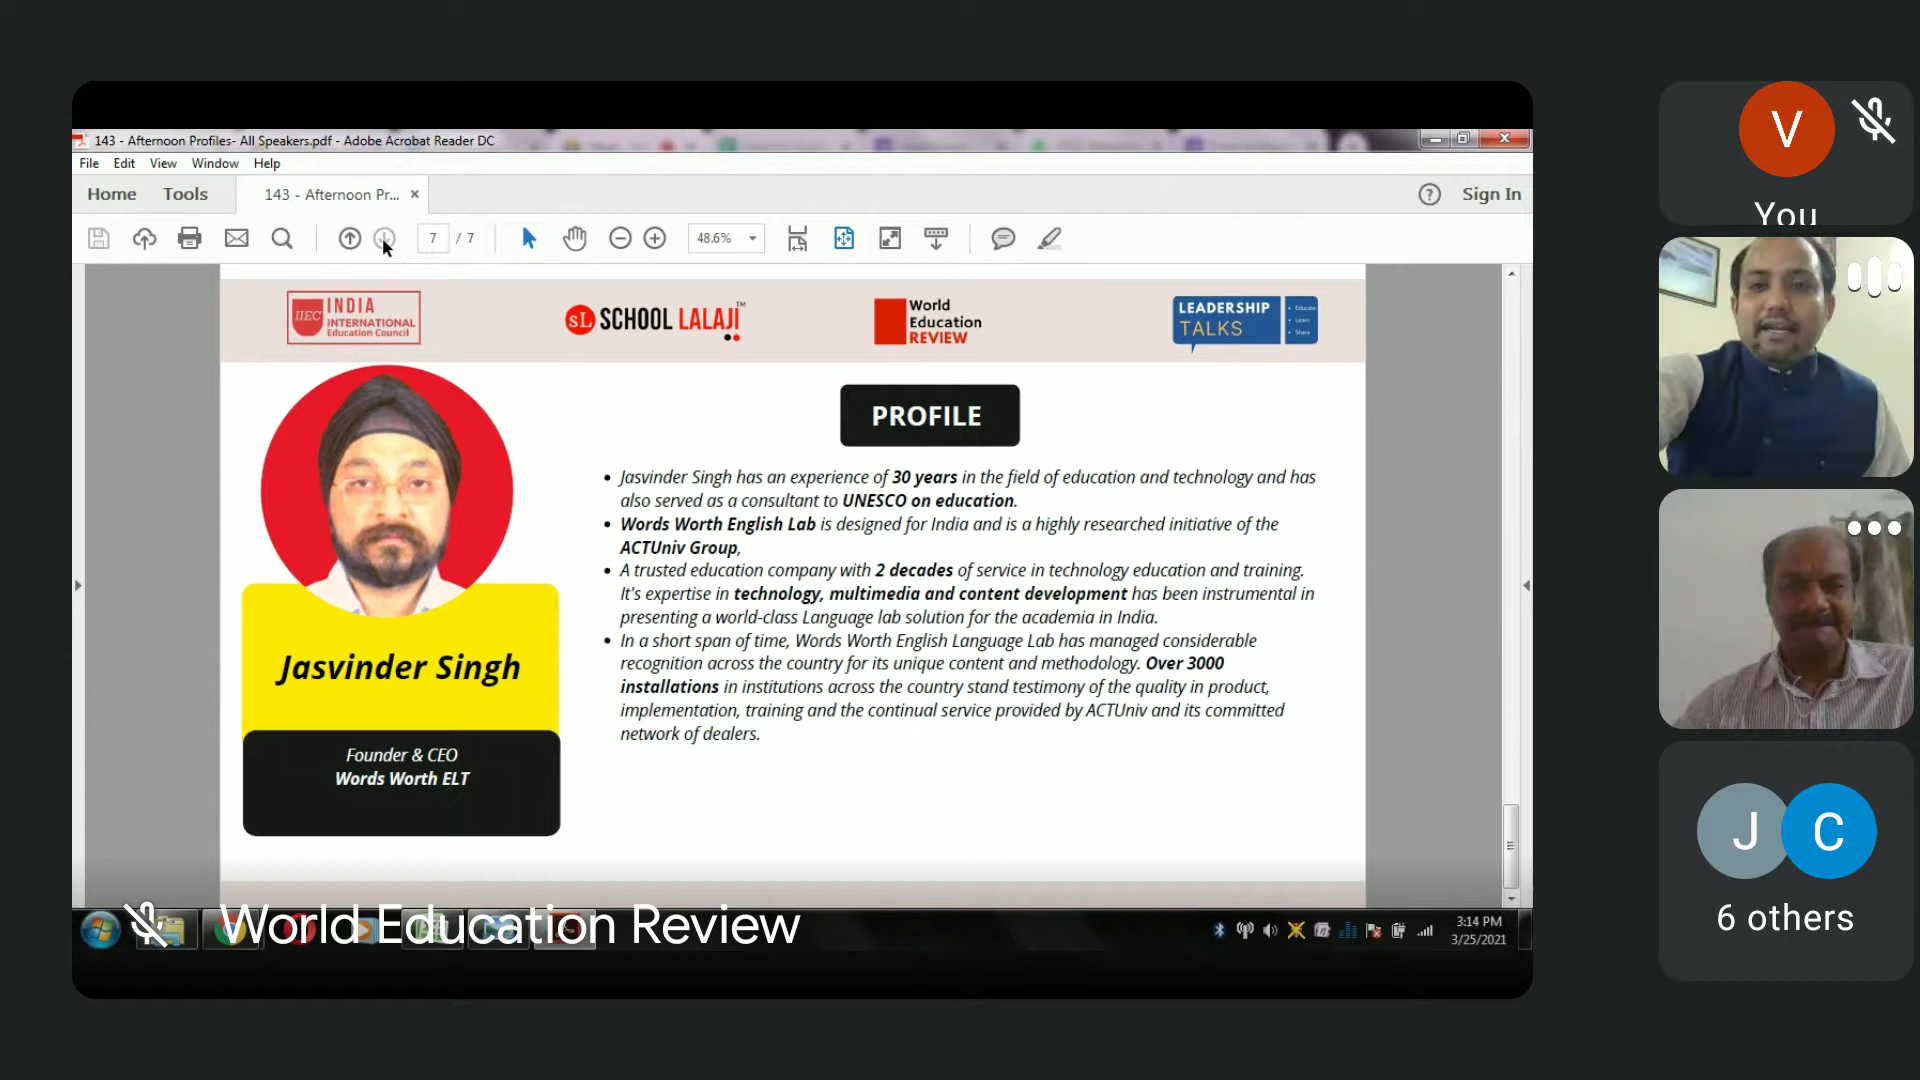 143 - Afternoon Profiles- All Speakers.pdf - Adobe Acrobat Reader DC
File Edit View Window Help
Home Tools 143 - Afternoon Pr... Sign In
7 / 7 48.6%
IIEC INDIA INTERNATIONAL Education Council
sL SCHOOL LALAJI™
World Education REVIEW
LEADERSHIP TALKS Educate Learn Share
PROFILE
• Jasvinder Singh has an experience of 30 years in the field of education and technology and has
also served as a consultant to UNESCO on education.
• Words Worth English Lab is designed for India and is a highly researched initiative of the
ACTUniv Group,
• A trusted education company with 2 decades of service in technology education and training.
It's expertise in technology, multimedia and content development has been instrumental in
presenting a world-class Language lab solution for the academia in India.
• In a short span of time, Words Worth English Language Lab has managed considerable
recognition across the country for its unique content and methodology. Over 3000
installations in institutions across the country stand testimony of the quality in product,
implementation, training and the continual service provided by ACTUniv and its committed
network of dealers.
Jasvinder Singh
Founder & CEO
Words Worth ELT
World Education Review
3:14 PM
3/25/2021
V
You
J C
6 others